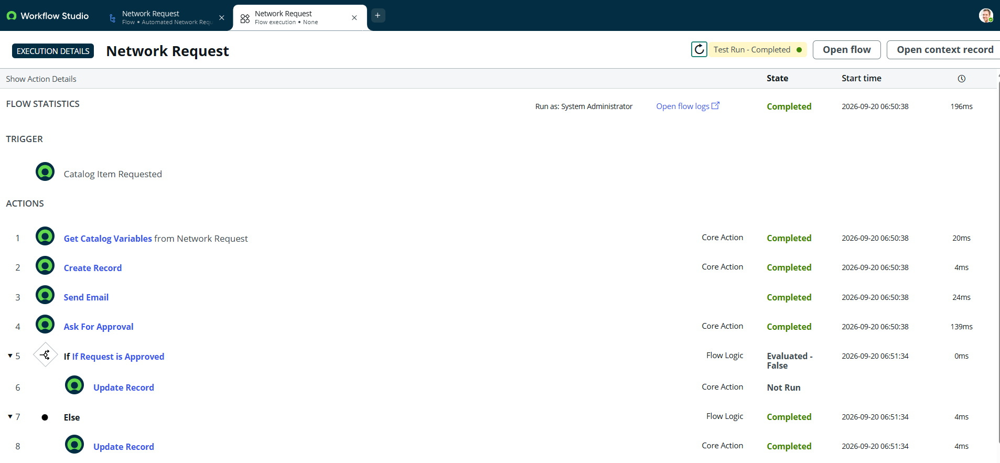 Workflow Studio
Network Request
Flow • Automated Network Requ
Network Request
Flow execution • None
EXECUTION DETAILS
Network Request
Test Run - Completed
Open flow
Open context record
Show Action Details
State
Start time
FLOW STATISTICS
Run as: System Administrator
Open flow logs
Completed
2026-09-20 06:50:38
196ms
TRIGGER
Catalog Item Requested
ACTIONS
1 Get Catalog Variables from Network Request Core Action Completed 2026-09-20 06:50:38 20ms
2 Create Record Core Action Completed 2026-09-20 06:50:38 4ms
3 Send Email Completed 2026-09-20 06:50:38 24ms
4 Ask For Approval Core Action Completed 2026-09-20 06:50:38 139ms
5 If If Request is Approved Flow Logic Evaluated - False 2026-09-20 06:51:34 0ms
6 Update Record Core Action Not Run
7 Else Flow Logic Completed 2026-09-20 06:51:34 4ms
8 Update Record Core Action Completed 2026-09-20 06:51:34 4ms